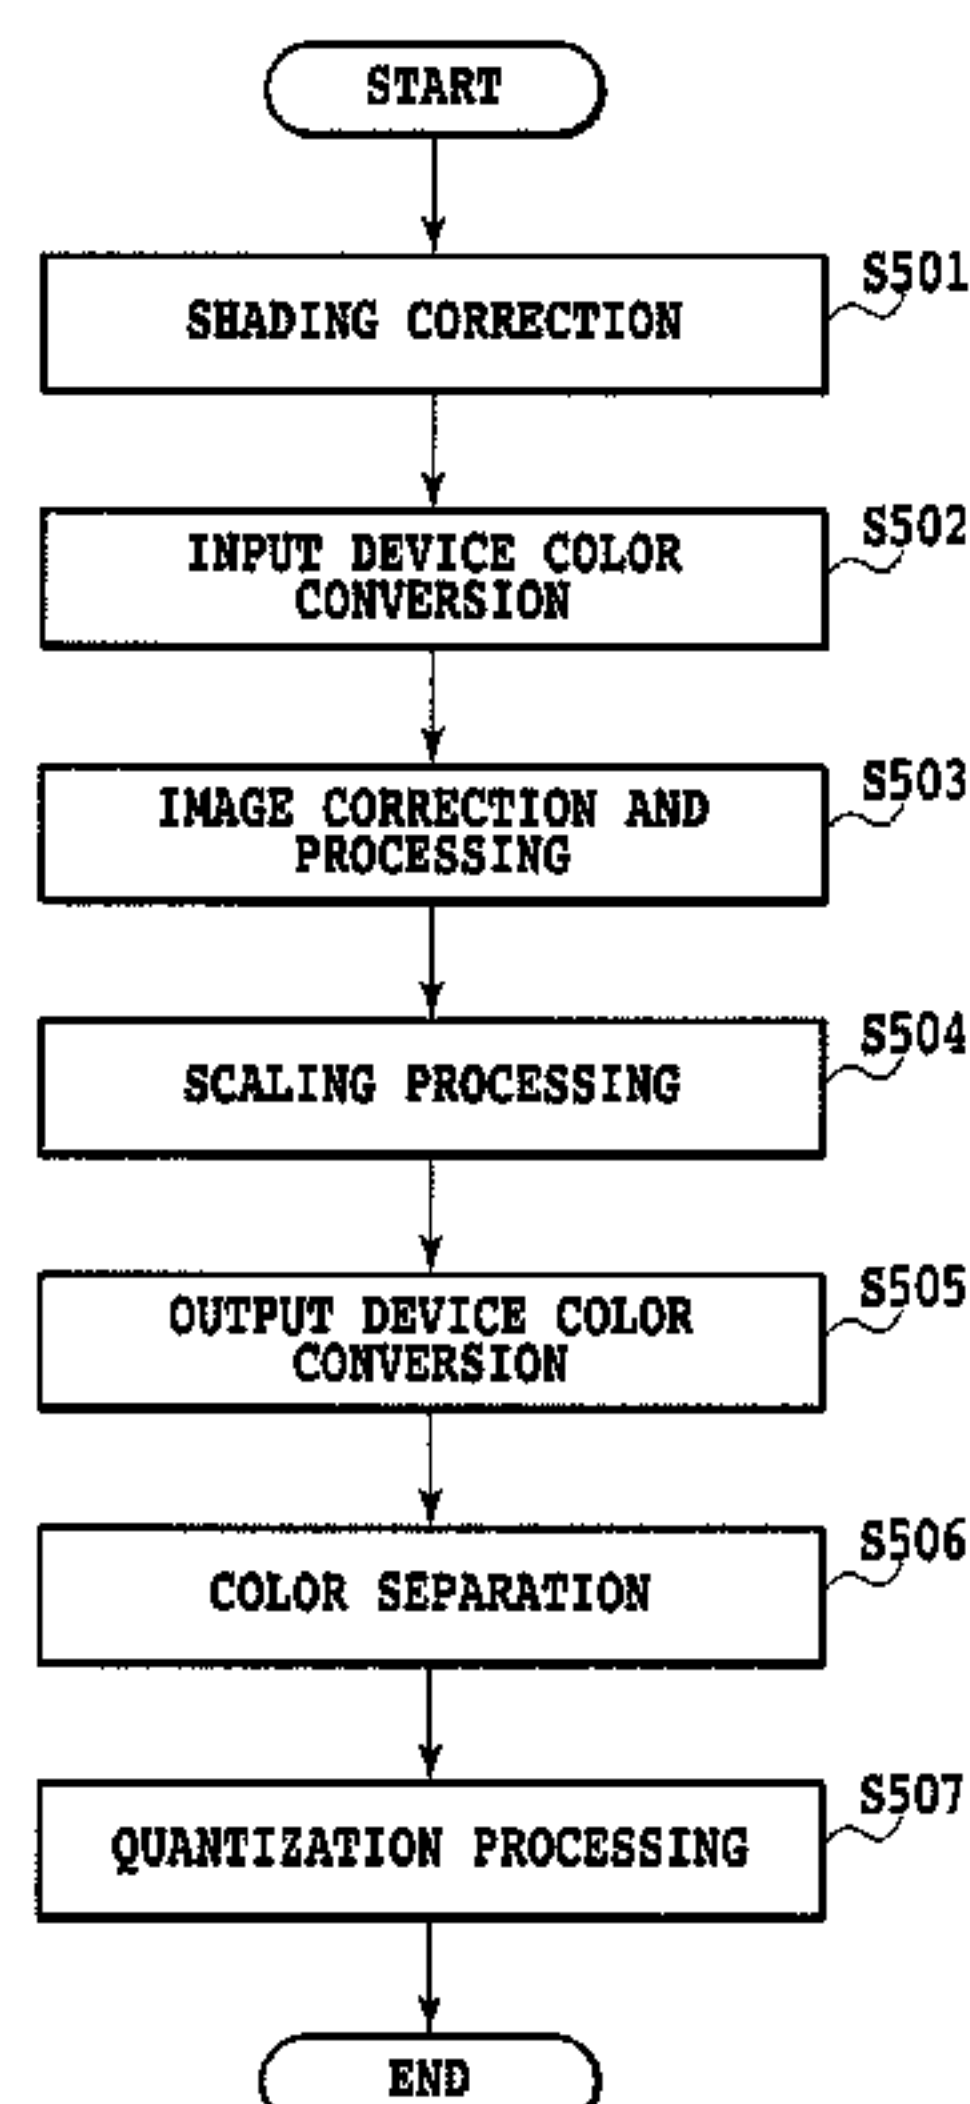 START
S501
SHADING CORRECTION
S502
INPUT DEVICE COLOR
CONVERSION
S503
IMAGE CORRECTION AND
PROCESSING
S504
SCALING PROCESSING
S505
OUTPUT DEVICE COLOR
CONVERSION
S506
COLOR SEPARATION
S507
QUANTIZATION PROCESSING
END